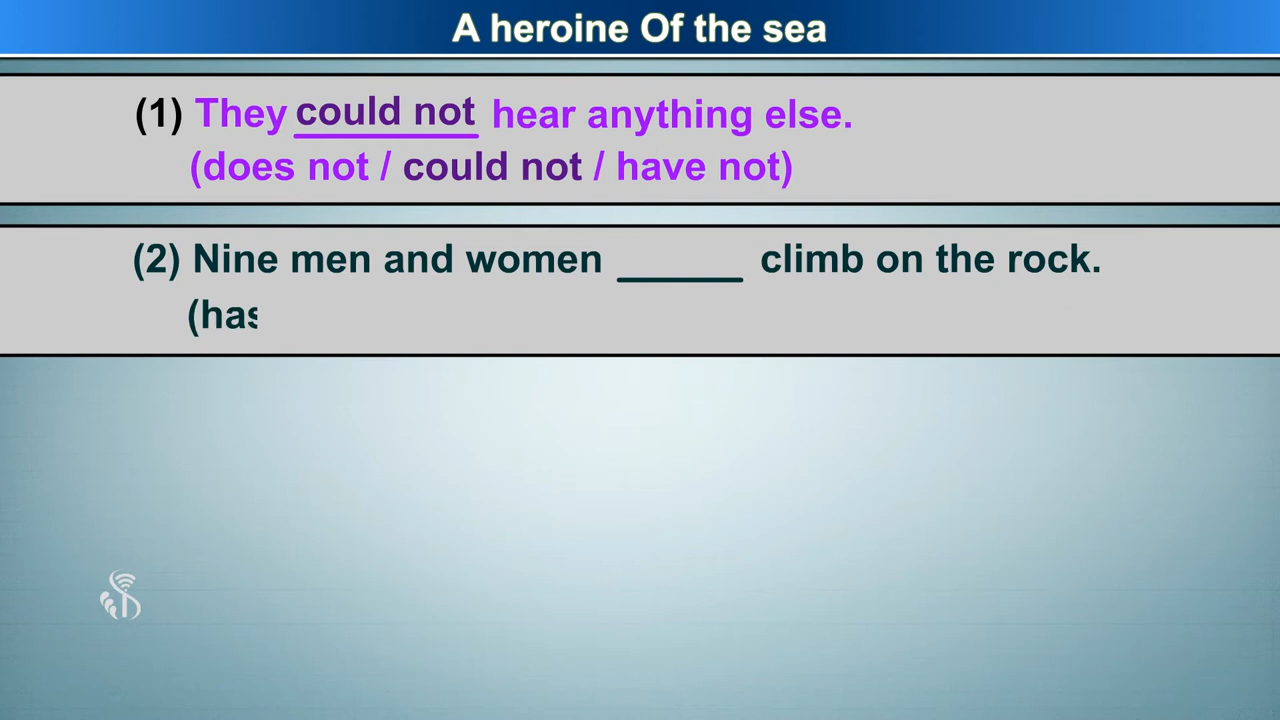 A heroine Of the sea
(1) They could not hear anything else.
(does not / could not / have not)
(2) Nine men and women ______ climb on the rock.
(has